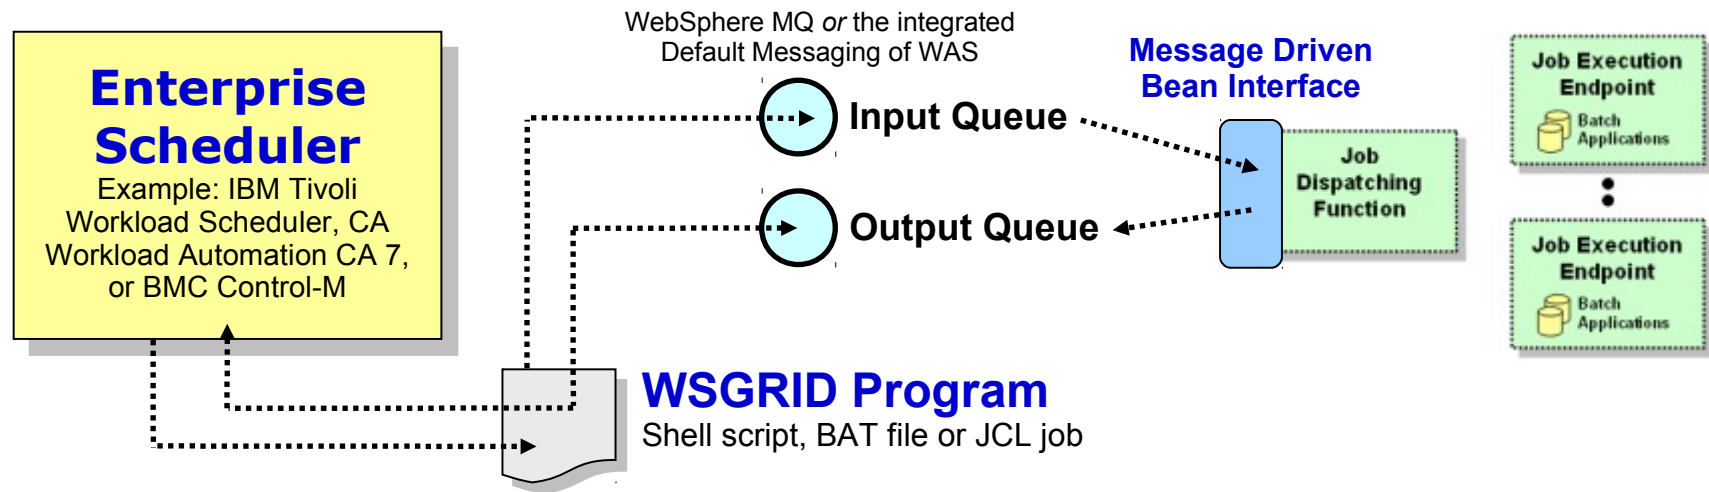 Enterprise
Scheduler
Example: IBM Tivoli
Workload Scheduler, CA
Workload Automation CA 7,
or BMC Control-M
WebSphere MQ or the integrated
Default Messaging of WAS
Input Queue
Output Queue
Message Driven
Bean Interface
Job
Dispatching
Function
Job Execution
Endpoint
Batch
Applications
Job Execution
Endpoint
Batch
Applications
WSGRID Program
Shell script, BAT file or JCL job